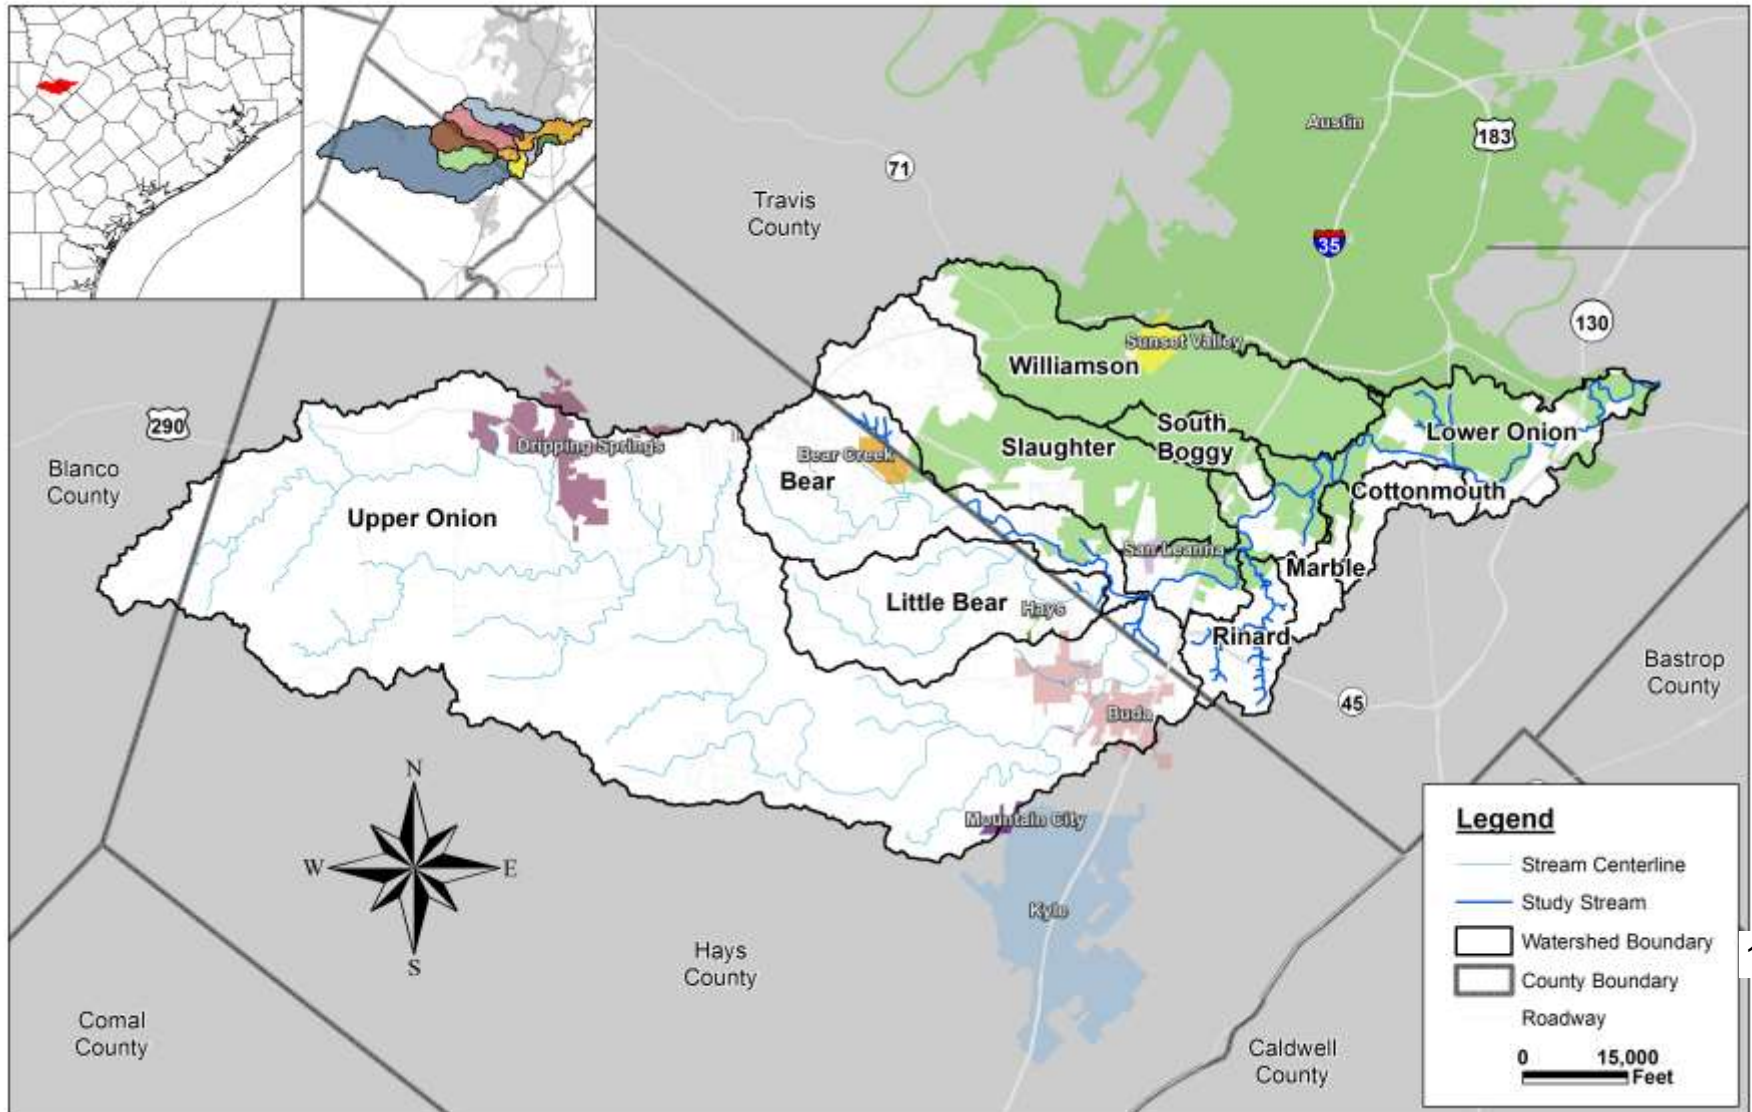 Austin
183
71
Travis
County
35
130
Sunset Valley
Williamson
290
Dripping Springs
South
Boggy
Lower Onion
Slaughter
Bear Creek
Blanco
County
Bear
Cottonmouth
Upper Onion
San Leanna
Marble
Little Bear
Hays
Rinard
Bastrop
County
45
Buda
N
W
E
S
Mountain City
Kyle
Hays
County
Comal
County
Caldwell
County
Legend
Stream Centerline
Study Stream
Watershed Boundary
County Boundary
Roadway
0 15,000
Feet